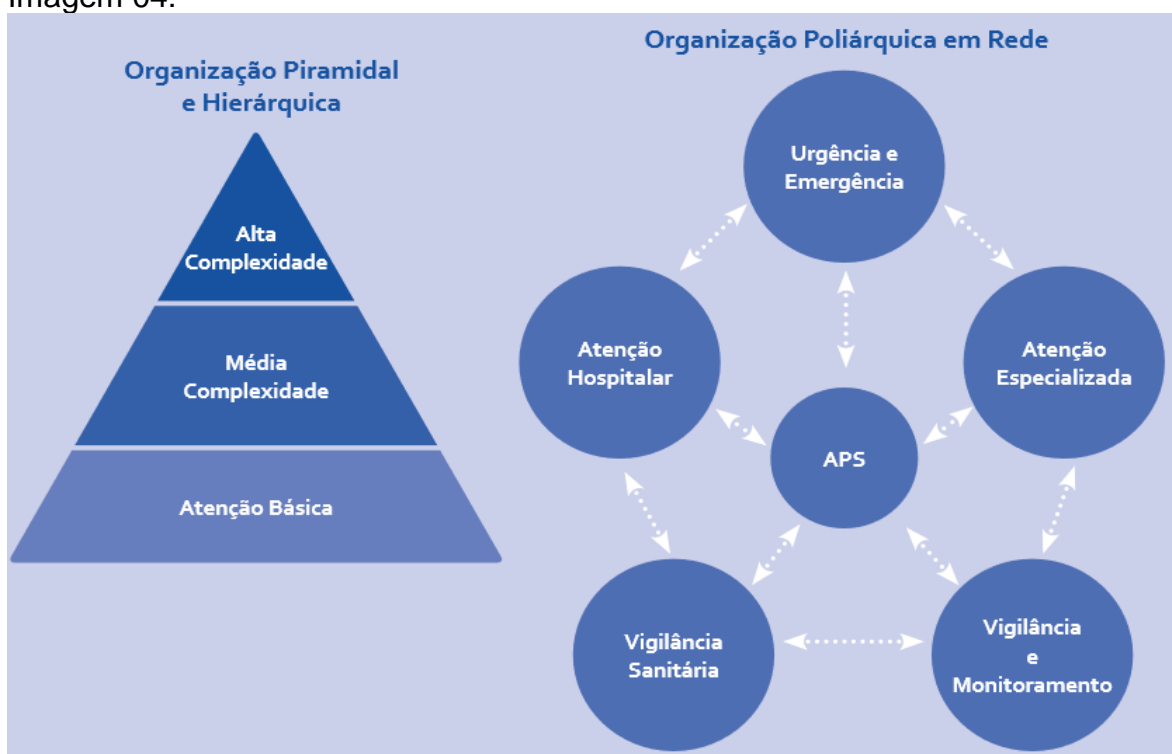 Imagem 04.
Organização Piramidal
e Hierárquica
Alta
Complexidade
Média
Complexidade
Atenção Básica
Organização Poliárquica em Rede
Urgência e
Emergência
Atenção
Hospitalar
Atenção
Especializada
APS
Vigilância
Sanitária
Vigilância
e
Monitoramento